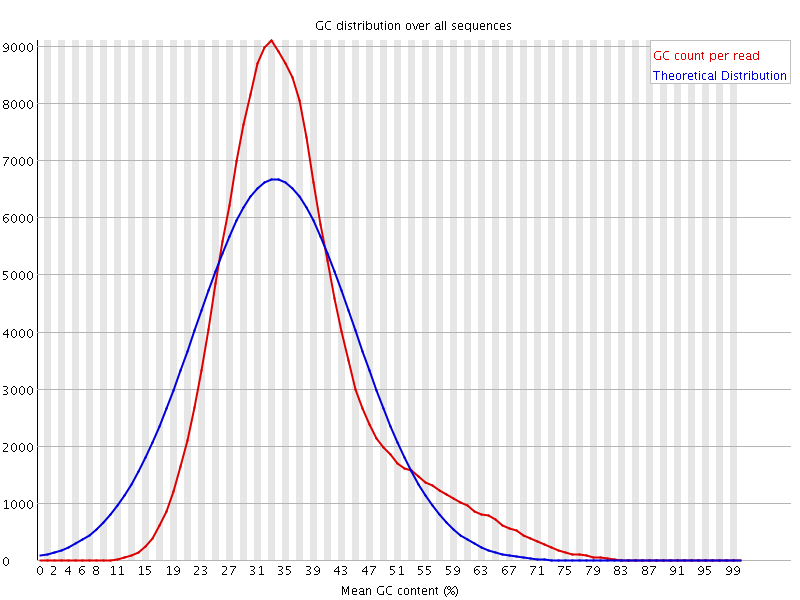 GC distribution over all sequences
GC count per read
Theoretical Distribution
9000
8000
7000
6000
5000
4000
3000
2000
1000
0
0 2 4 6 8 11 15 19 23 27 31 35 39 43 47 51 55 59 63 67 71 75 79 83 87 91 95 99
Mean GC content (%)